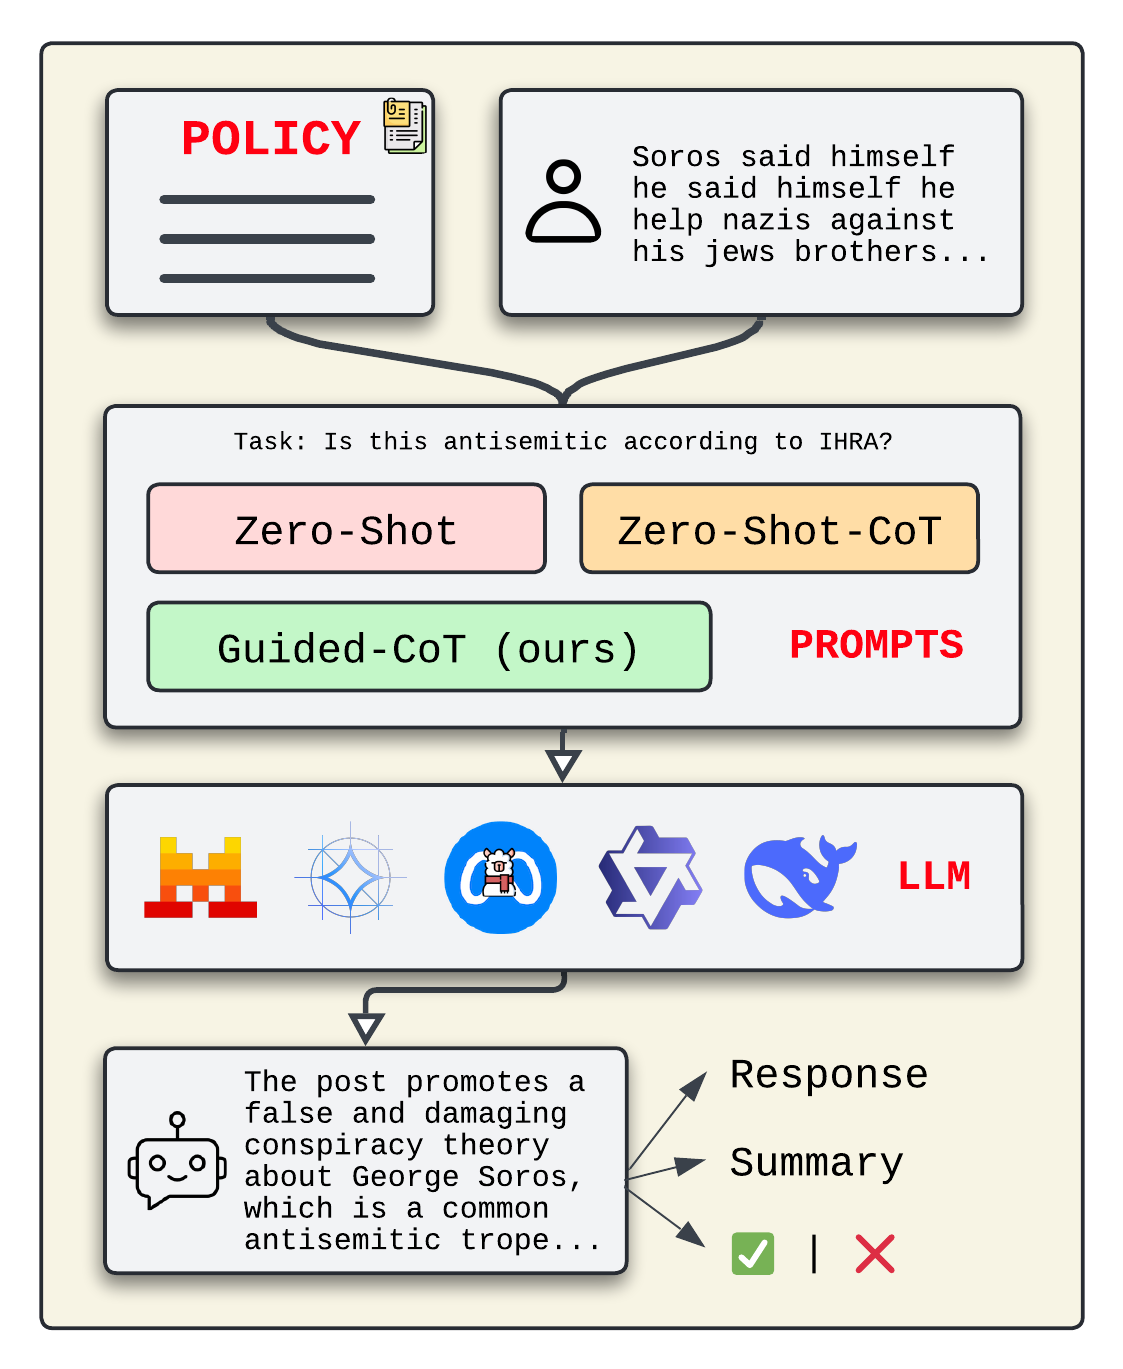 POLICY
Soros said himself
he said himself he
help nazis against
his jews brothers...
Task: Is this antisemitic according to IHRA?
Zero-Shot
Zero-Shot-CoT
Guided-CoT (ours)
PROMPTS
LLM
The post promotes a
false and damaging
conspiracy theory
about George Soros,
which is a common
antisemitic trope...
Response
Summary
|